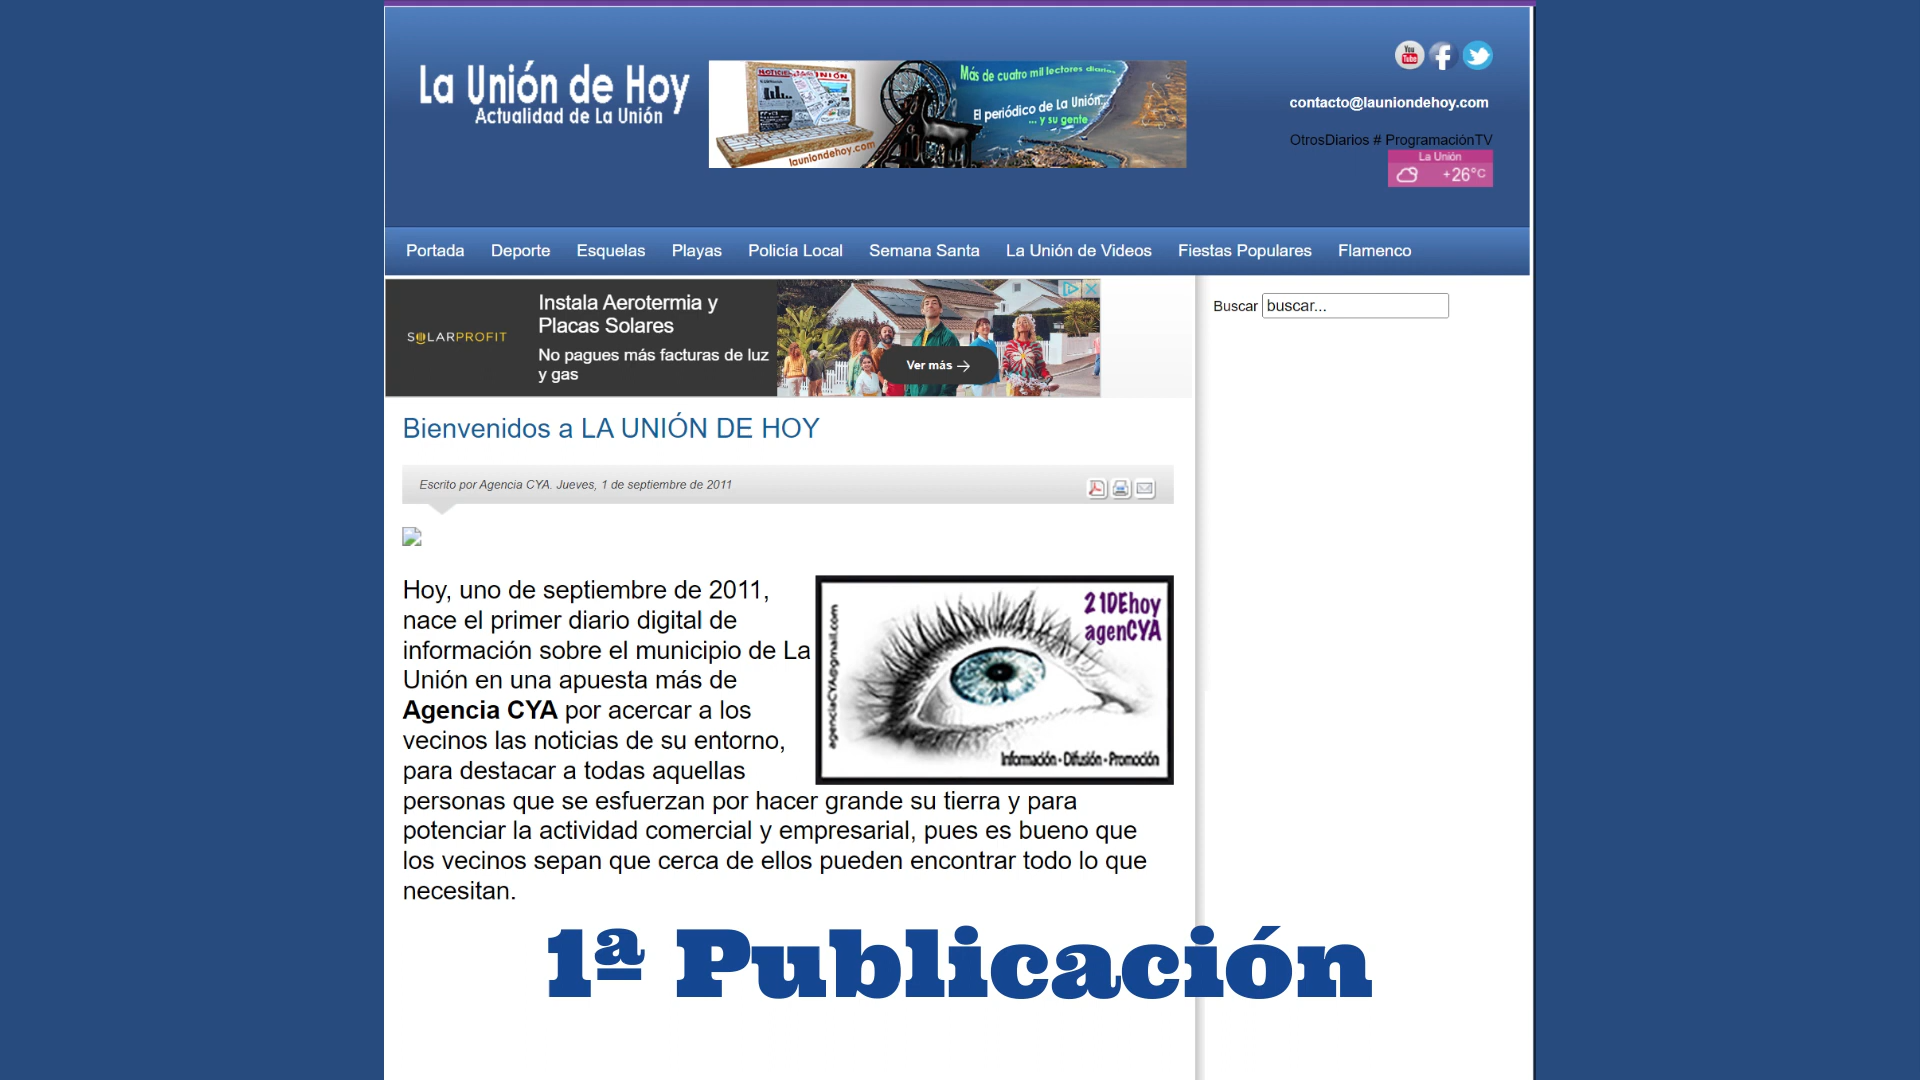 La Unión de Hoy
Actualidad de La Unión
NOTICIERO UNIÓN
launiondehoy.com
Más de cuatro mil lectores diarios
El periódico de La Unión...
... y su gente
You Tube
contacto@launiondehoy.com
OtrosDiarios # ProgramaciónTV
La Unión
+26°C
Portada Deporte Esquelas Playas Policía Local Semana Santa La Unión de Videos Fiestas Populares Flamenco
SOLARPROFIT
Instala Aerotermia y
Placas Solares
No pagues más facturas de luz
y gas
Ver más →
Buscar buscar...
Bienvenidos a LA UNIÓN DE HOY
Escrito por Agencia CYA. Jueves, 1 de septiembre de 2011
Hoy, uno de septiembre de 2011,
nace el primer diario digital de
información sobre el municipio de La
Unión en una apuesta más de
Agencia CYA por acercar a los
vecinos las noticias de su entorno,
para destacar a todas aquellas
personas que se esfuerzan por hacer grande su tierra y para
potenciar la actividad comercial y empresarial, pues es bueno que
los vecinos sepan que cerca de ellos pueden encontrar todo lo que
necesitan.
agenciaCYA@gmail.com
21DEhoy
agenCYA
Información - Difusión - Promoción
1ª Publicación